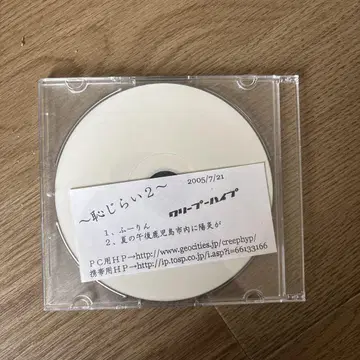 ～恥じらい2～
2005/7/21
クリープハイプ
1、ふーりん
2、夏の午後鹿児島市内に陽炎が
ＰＣ用ＨＰ→http://www.geocities.jp/creephyp/
携帯用ＨＰ→http://ip.tosp.co.jp/i.asp?i=66433166